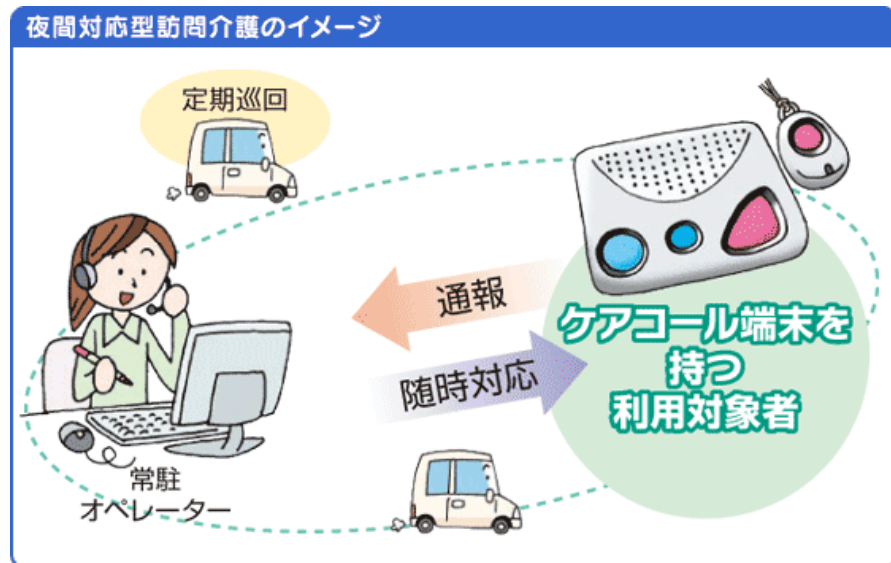 夜間対応型訪問介護のイメージ
定期巡回
通報
ケアコール端末を
持つ
利用対象者
随時対応
常駐
オペレーター